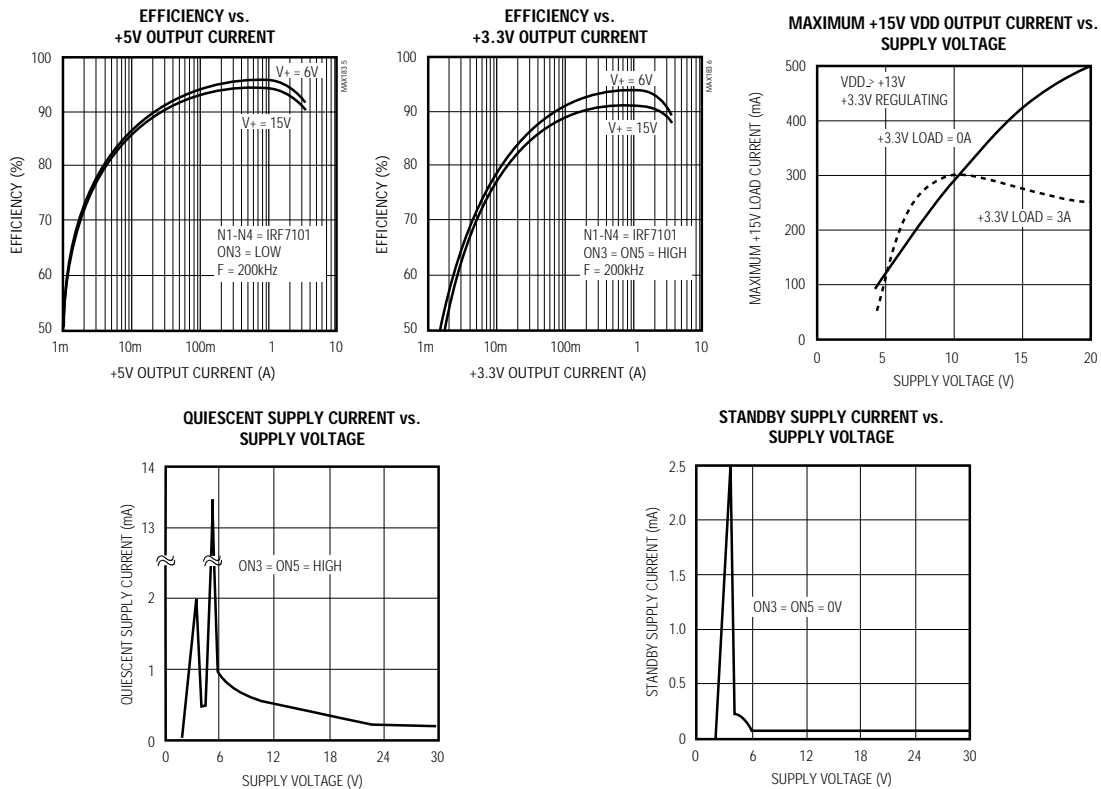 EFFICIENCY vs.
+5V OUTPUT CURRENT
100
90
80
70
60
50
EFFICIENCY (%)
V+ = 6V
V+ = 15V
N1-N4 = IRF7101
ON3 = LOW
F = 200kHz
MAX183 5
1m 10m 100m 1 10
+5V OUTPUT CURRENT (A)
EFFICIENCY vs.
+3.3V OUTPUT CURRENT
100
90
80
70
60
50
EFFICIENCY (%)
V+ = 6V
V+ = 15V
N1-N4 = IRF7101
ON3 = ON5 = HIGH
F = 200kHz
MAX183 6
1m 10m 100m 1 10
+3.3V OUTPUT CURRENT (A)
MAXIMUM +15V VDD OUTPUT CURRENT vs.
SUPPLY VOLTAGE
500
400
300
200
100
0
MAXIMUM +15V LOAD CURRENT (mA)
VDD > +13V
+3.3V REGULATING
+3.3V LOAD = 0A
+3.3V LOAD = 3A
0 5 10 15 20
SUPPLY VOLTAGE (V)
QUIESCENT SUPPLY CURRENT vs.
SUPPLY VOLTAGE
14
13
2
1
0
QUIESCENT SUPPLY CURRENT (mA)
ON3 = ON5 = HIGH
0 6 12 18 24 30
SUPPLY VOLTAGE (V)
STANDBY SUPPLY CURRENT vs.
SUPPLY VOLTAGE
2.5
2.0
1.5
1.0
0.5
0
STANDBY SUPPLY CURRENT (mA)
ON3 = ON5 = 0V
0 6 12 18 24 30
SUPPLY VOLTAGE (V)